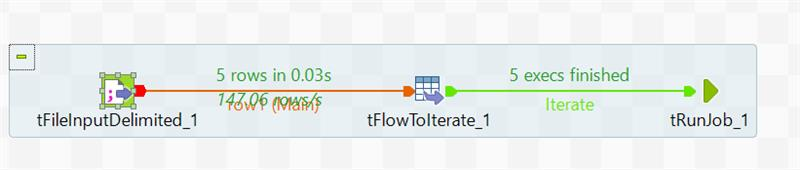 5 rows in 0.03s
147.06 rows/s
row1 (Main)
5 execs finished
Iterate
tFileInputDelimited_1
tFlowToIterate_1
tRunJob_1